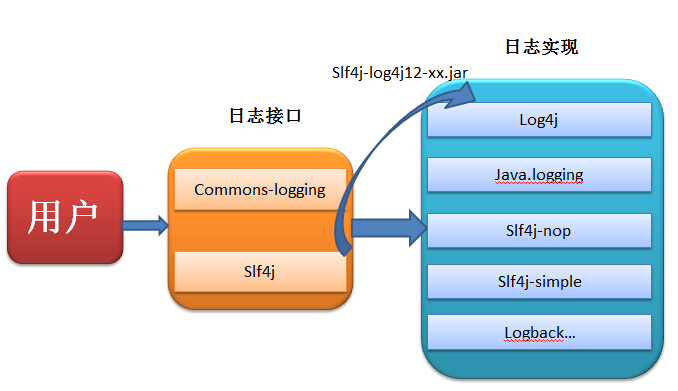 日志实现
Slf4j-log4j12-xx.jar
日志接口
用户
Commons-logging
Slf4j
Log4j
Java.logging
Slf4j-nop
Slf4j-simple
Logback...